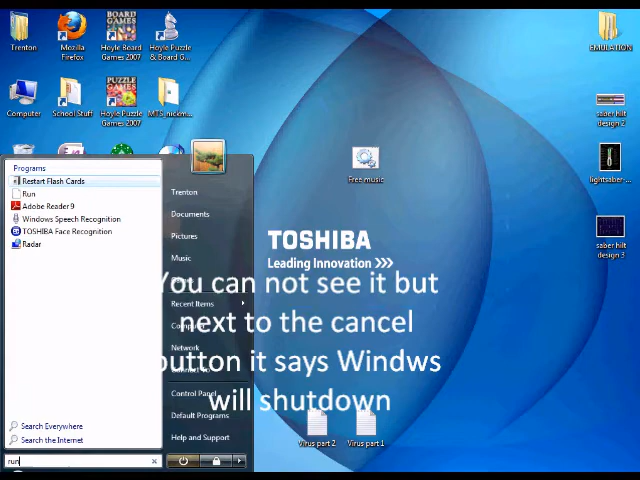 Trenton
Mozilla Firefox
Hoyle Board Games 2007
Hoyle Puzzle & Board G...
EMULATION
Computer
School Stuff
Hoyle Puzzle Games 2007
MTS_nickm...
saber hilt design 2
Free music
lightsaber-...
saber hilt design 3
Programs
Restart Flash Cards
Run
Adobe Reader 9
Windows Speech Recognition
TOSHIBA Face Recognition
Radar
Search Everywhere
Search the Internet
run
Trenton
Documents
Pictures
Music
Recent Items
Computer
Network
Control Panel
Default Programs
Help and Support
TOSHIBA
Leading Innovation >>>
You can not see it but
next to the cancel
button it says Windws
will shutdown
Virus part 2
Virus part 1